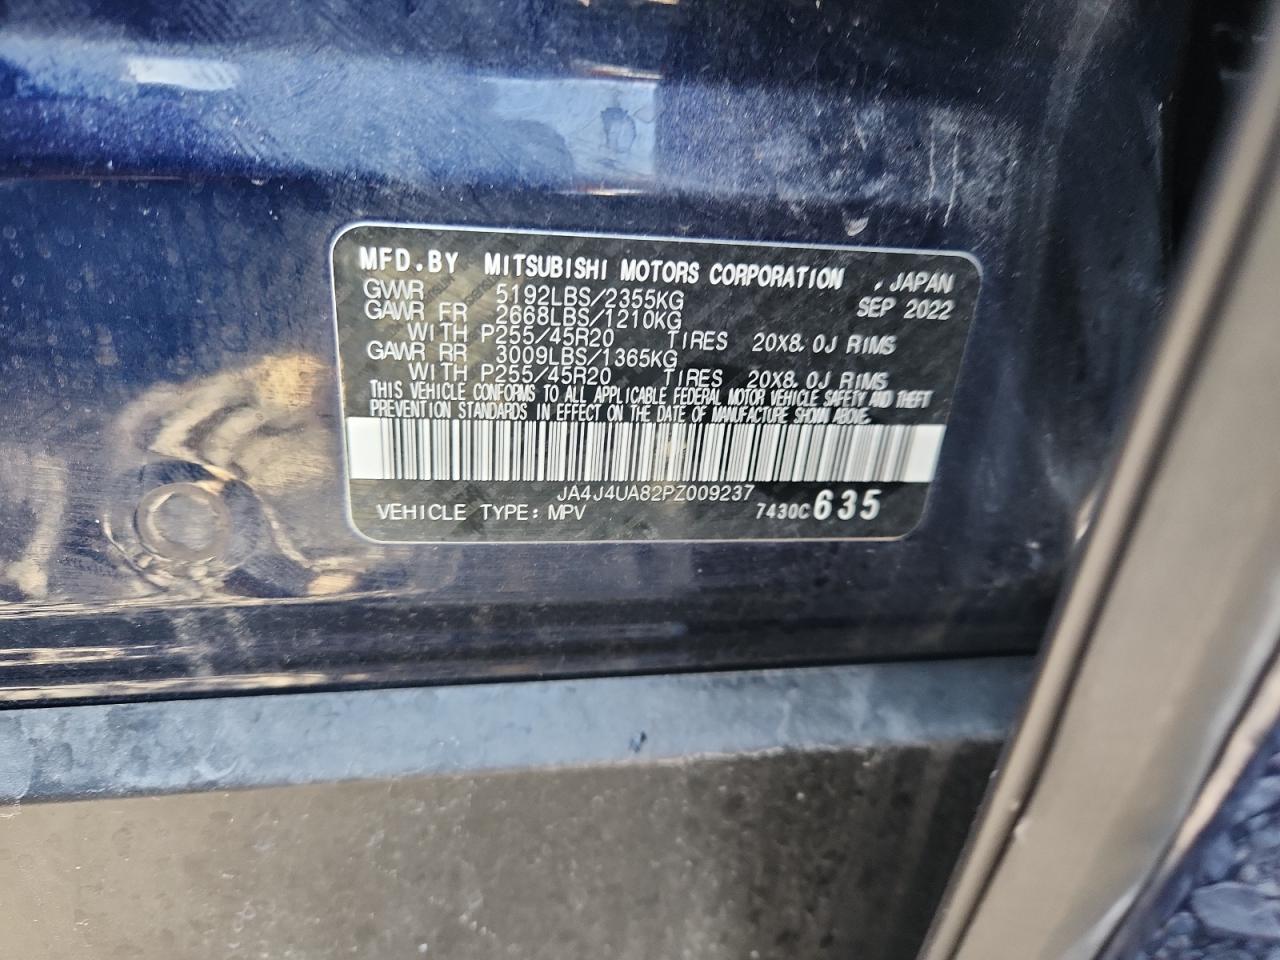 MFD.BY MITSUBISHI MOTORS CORPORATION , JAPAN
GVWR 5192LBS/2355KG SEP 2022
GAWR FR 2668LBS/1210KG
WITH P255/45R20 TIRES 20X8.0J RIMS
GAWR RR 3009LBS/1365KG
WITH P255/45R20 TIRES 20X8.0J RIMS
THIS VEHICLE CONFORMS TO ALL APPLICABLE FEDERAL MOTOR VEHICLE SAFETY AND THEFT
PREVENTION STANDARDS IN EFFECT ON THE DATE OF MANUFACTURE SHOWN ABOVE.
JA4J4UA82PZ009237
VEHICLE TYPE: MPV 7430C 635